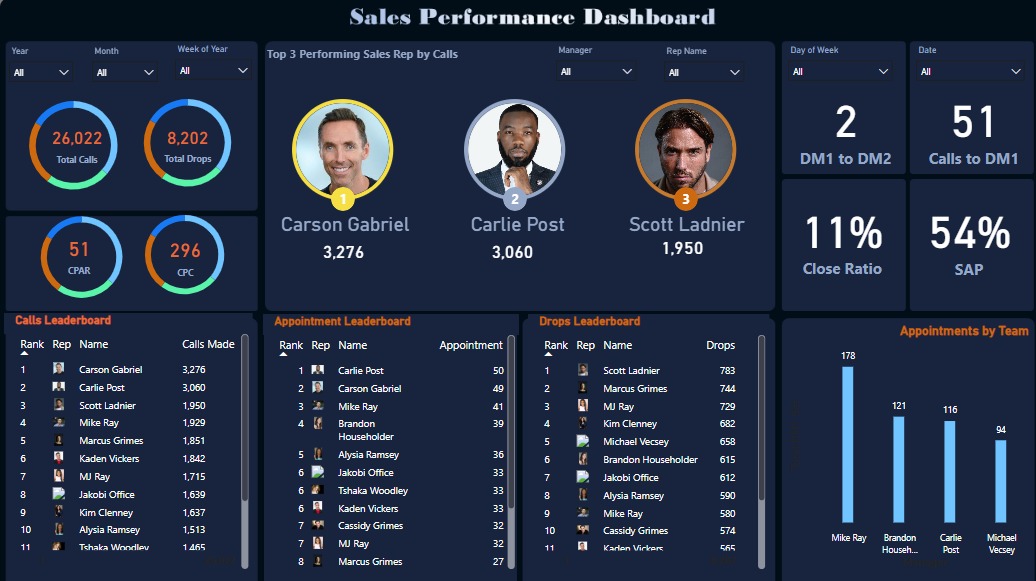 Sales Performance Dashboard
Year Month Week of Year
All All All
26,022
Total Calls
8,202
Total Drops
51
CPAR
296
CPC
Top 3 Performing Sales Rep by Calls
Manager Rep Name
All All
1 2 3
Carson Gabriel Carlie Post Scott Ladnier
3,276 3,060 1,950
Day of Week Date
All All
2
DM1 to DM2
51
Calls to DM1
11%
Close Ratio
54%
SAP
Calls Leaderboard
Rank Rep Name Calls Made
1 Carson Gabriel 3,276
2 Carlie Post 3,060
3 Scott Ladnier 1,950
4 Mike Ray 1,929
5 Marcus Grimes 1,851
6 Kaden Vickers 1,842
7 MJ Ray 1,715
8 Jakobi Office 1,639
9 Kim Clenney 1,637
10 Alysia Ramsey 1,513
11 Tshaka Woodley 1,465
Appointment Leaderboard
Rank Rep Name Appointment
1 Carlie Post 50
2 Carson Gabriel 49
3 Mike Ray 41
4 Brandon 39
Householder
5 Alysia Ramsey 36
6 Jakobi Office 33
6 Tshaka Woodley 33
6 Kaden Vickers 33
7 Cassidy Grimes 32
7 MJ Ray 32
8 Marcus Grimes 27
Drops Leaderboard
Rank Rep Name Drops
1 Scott Ladnier 783
2 Marcus Grimes 744
3 MJ Ray 729
4 Kim Clenney 682
5 Michael Vecsey 658
6 Brandon Householder 615
7 Jakobi Office 612
8 Alysia Ramsey 590
9 Mike Ray 580
10 Cassidy Grimes 574
11 Kaden Vickers 565
Appointments by Team
178
121
116
94
Mike Ray Brandon Carlie Michael
Househ... Post Vecsey